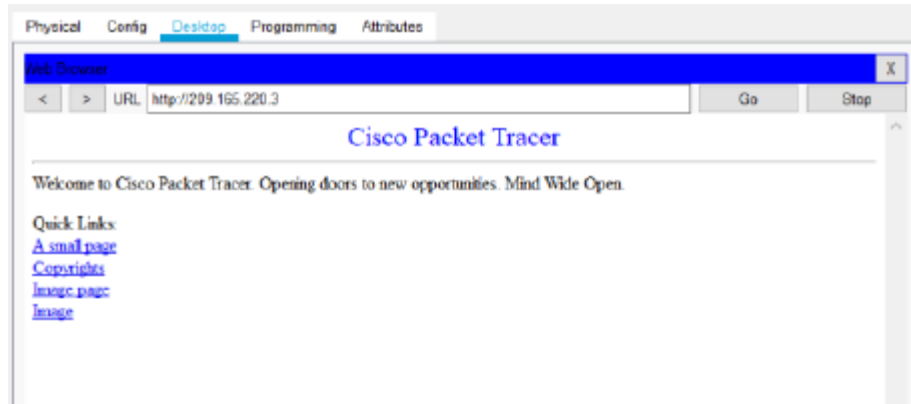 Physical Config Desktop Programming Attributes
Web Browser X
< > URL http://209.165.220.3 Go Stop
Cisco Packet Tracer
Welcome to Cisco Packet Tracer. Opening doors to new opportunities. Mind Wide Open.
Quick Links:
A small page
Copyrights
Image page
Image